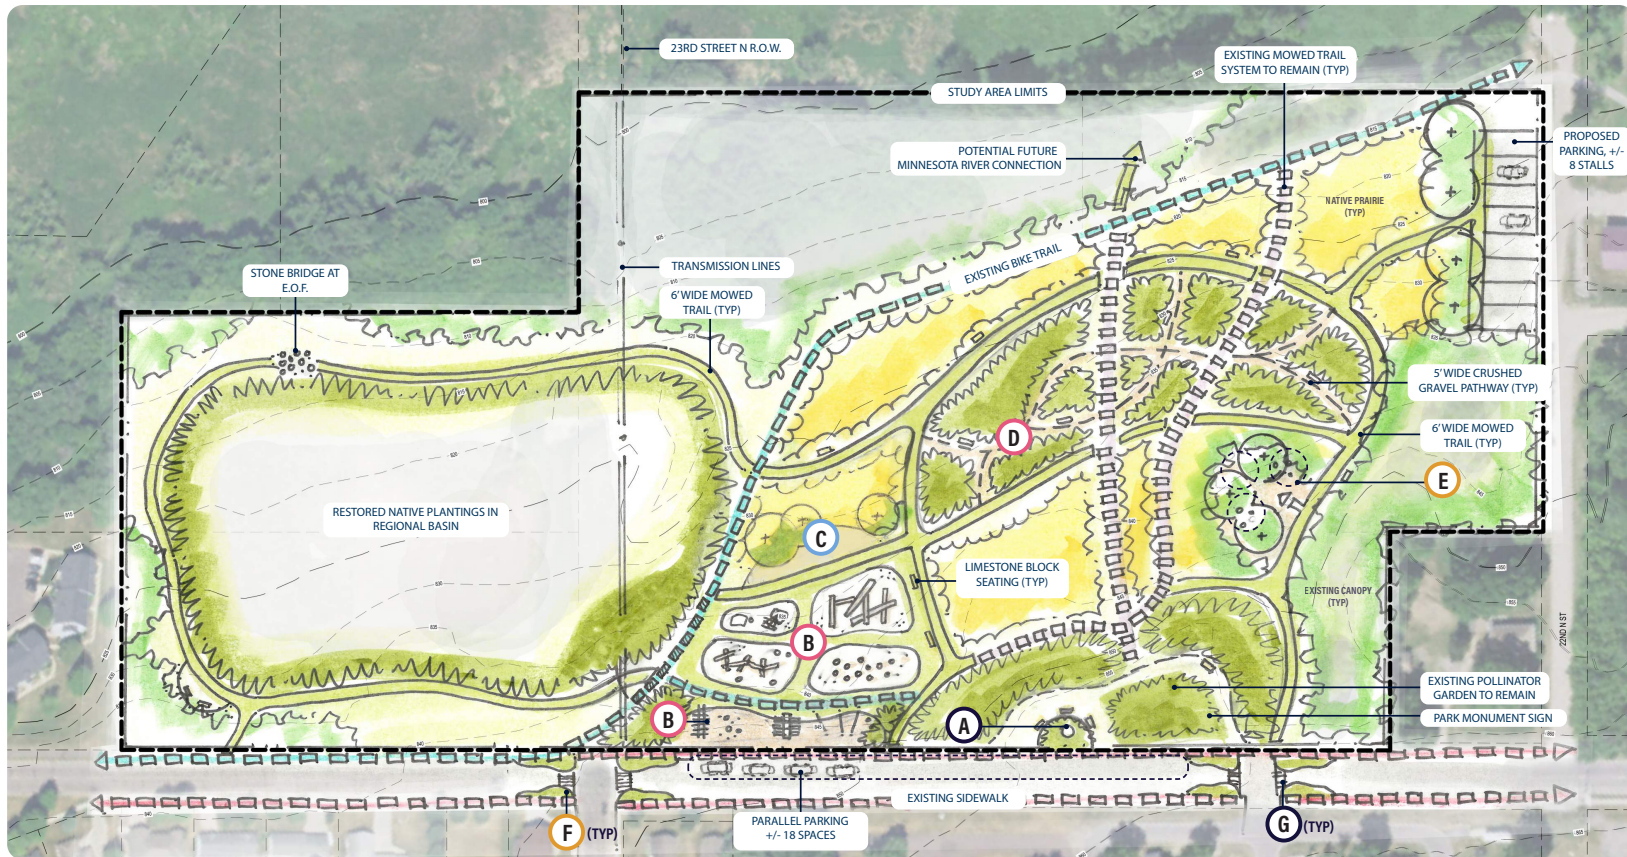 23RD STREET N R.O.W.
EXISTING MOWED TRAIL
SYSTEM TO REMAIN (TYP)
STUDY AREA LIMITS
PROPOSED
PARKING, +/-
8 STALLS
POTENTIAL FUTURE
MINNESOTA RIVER CONNECTION
NATIVE PRAIRIE
(TYP)
STONE BRIDGE AT
E.O.F.
TRANSMISSION LINES
6' WIDE MOWED
TRAIL (TYP)
EXISTING BIKE TRAIL
5' WIDE CRUSHED
GRAVEL PATHWAY (TYP)
6' WIDE MOWED
TRAIL (TYP)
D
E
RESTORED NATIVE PLANTINGS IN
REGIONAL BASIN
C
LIMESTONE BLOCK
SEATING (TYP)
EXISTING CANOPY
(TYP)
22ND N ST
B
EXISTING POLLINATOR
GARDEN TO REMAIN
B
A
PARK MONUMENT SIGN
EXISTING SIDEWALK
PARALLEL PARKING
+/- 18 SPACES
F (TYP)
G (TYP)